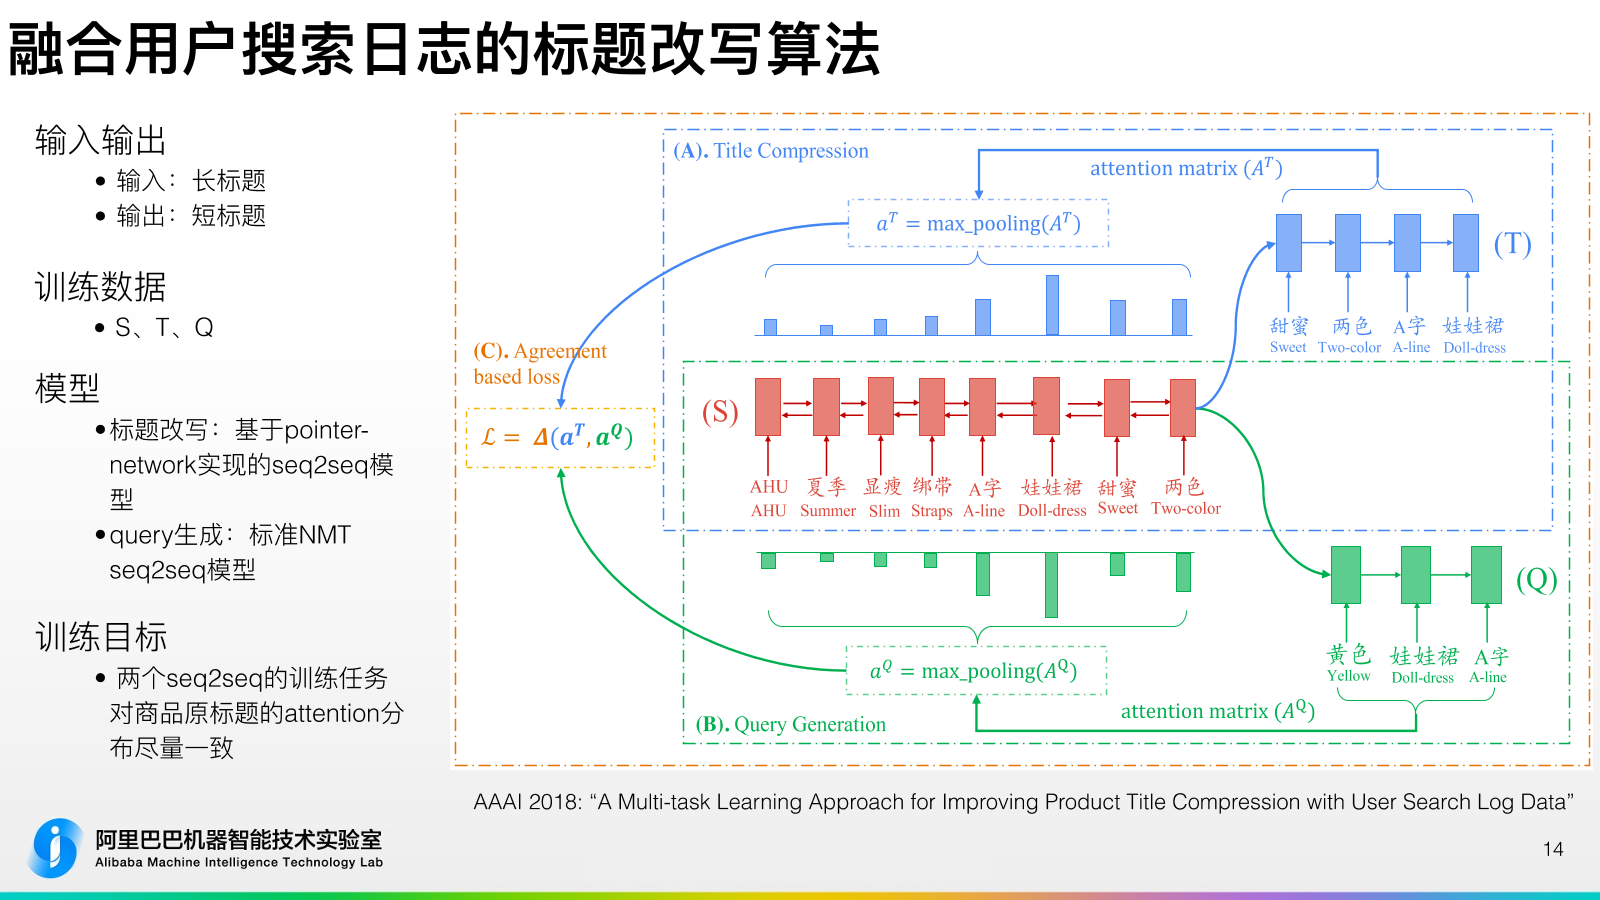 融合用户搜索日志的标题改写算法
输入输出
• 输入：长标题
• 输出：短标题
训练数据
• S、T、Q
模型
•标题改写：基于pointer-
network实现的seq2seq模
型
•query生成：标准NMT
seq2seq模型
训练目标
• 两个seq2seq的训练任务
对商品原标题的attention分
布尽量一致
(A). Title Compression
attention matrix (A^T)
a^T = max_pooling(A^T)
(T)
甜蜜 两色 A字 娃娃裙
Sweet Two-color A-line Doll-dress
(C). Agreement
based loss
ℒ = Δ(a^T, a^Q)
(S)
AHU 夏季 显瘦 绑带 A字 娃娃裙 甜蜜 两色
AHU Summer Slim Straps A-line Doll-dress Sweet Two-color
(Q)
黄色 娃娃裙 A字
Yellow Doll-dress A-line
a^Q = max_pooling(A^Q)
attention matrix (A^Q)
(B). Query Generation
AAAI 2018: “A Multi-task Learning Approach for Improving Product Title Compression with User Search Log Data”
阿里巴巴机器智能技术实验室
Alibaba Machine Intelligence Technology Lab
14